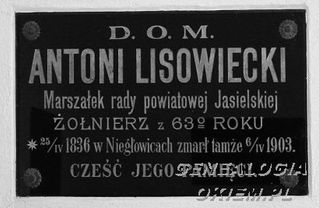 D. O. M.
ANTONI LISOWIECKI
Marszałek rady powiatowej Jasielskiej
ŻOŁNIERZ z 63º ROKU
* 25/IV 1836 w Niegłowicach zmarł tamże 6/IV 1903.
CZEŚĆ JEGO PAMIĘCI
GENEALOGIA
OKIEM.PL